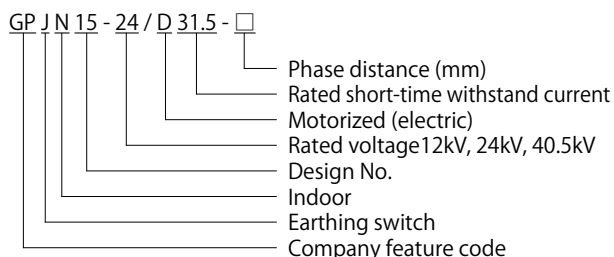 GP J N 15 - 24 / D 31.5 - □
Phase distance (mm)
Rated short-time withstand current
Motorized (electric)
Rated voltage12kV, 24kV, 40.5kV
Design No.
Indoor
Earthing switch
Company feature code